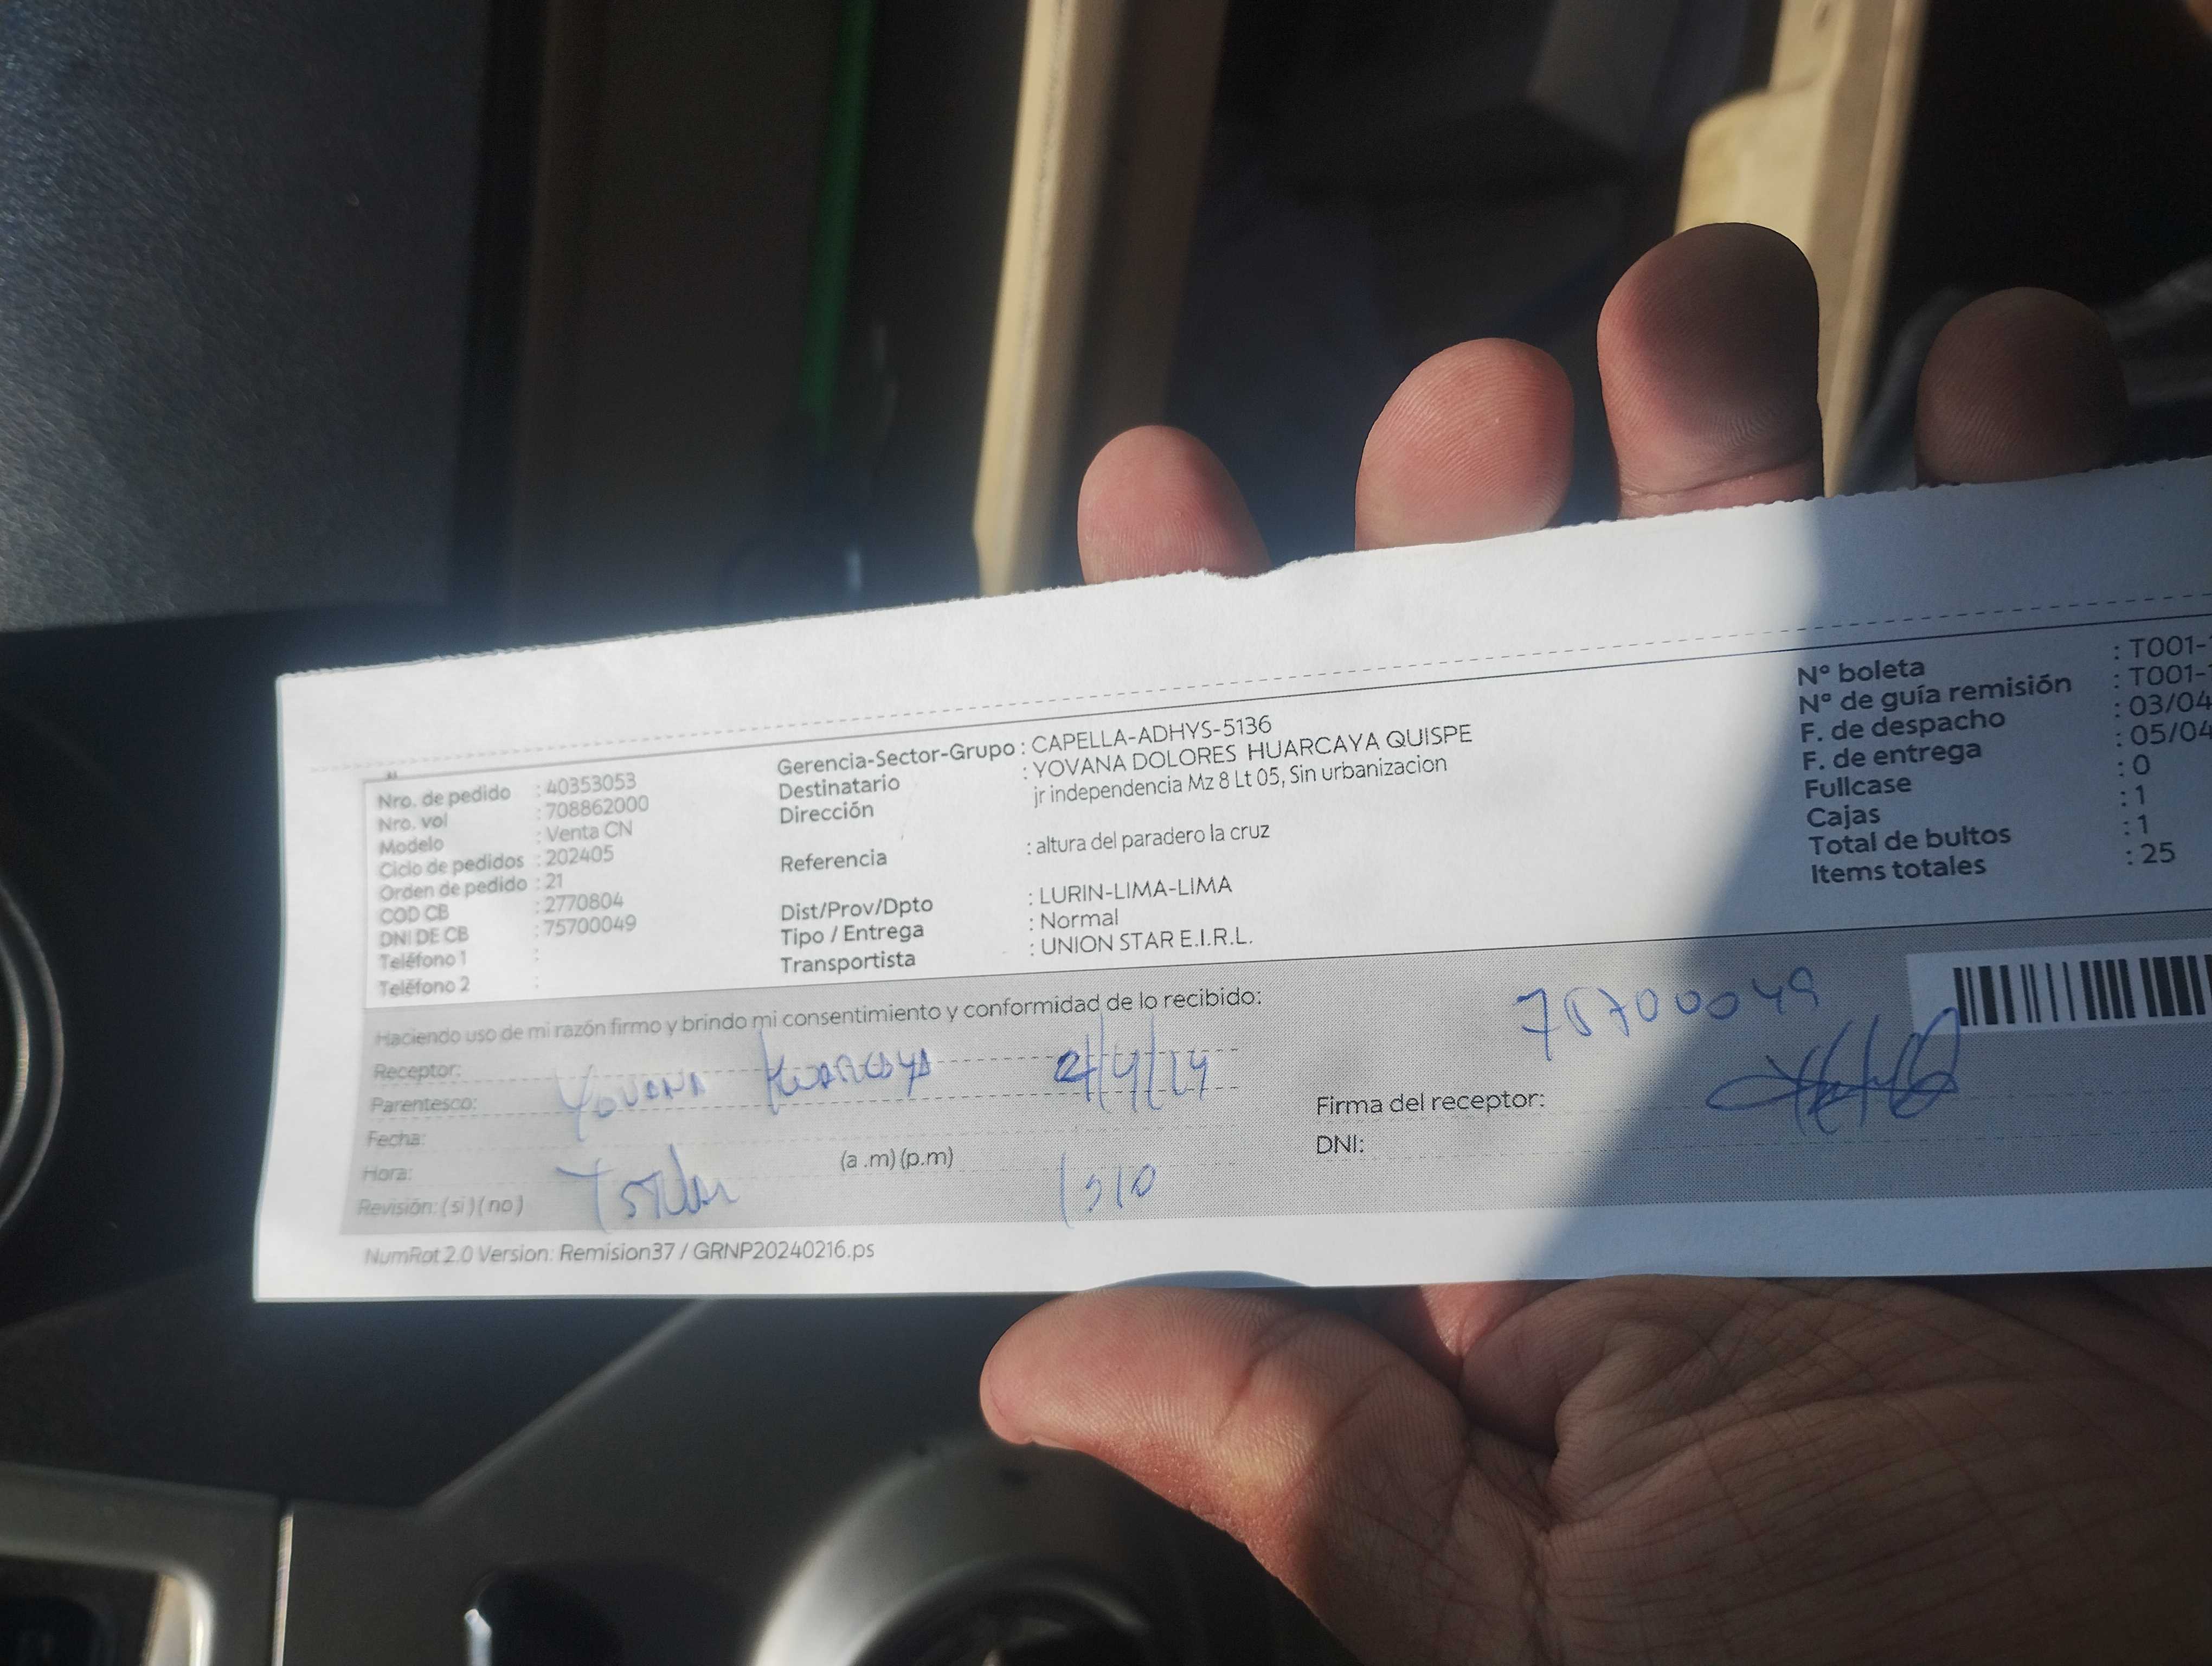 Nro. de pedido : 40353053
Nro. vol : 708862000
Modelo : Venta CN
Ciclo de pedidos : 202405
Orden de pedido : 21
COD CB : 2770804
DNI DE CB : 75700049
Teléfono 1 :
Teléfono 2 :
Gerencia-Sector-Grupo : CAPELLA-ADHYS-5136
Destinatario : YOVANA DOLORES HUARCAYA QUISPE
Dirección jr independencia Mz 8 Lt 05, Sin urbanizacion
Referencia : altura del paradero la cruz
Dist/Prov/Dpto : LURIN-LIMA-LIMA
Tipo / Entrega : Normal
Transportista : UNION STAR E.I.R.L.
Nº boleta : T001-
Nº de guía remisión : T001-
F. de despacho : 03/04
F. de entrega : 05/04
Fullcase : 0
Cajas : 1
Total de bultos : 1
Items totales : 25
Haciendo uso de mi razón firmo y brindo mi consentimiento y conformidad de lo recibido:
Receptor:
Parentesco: Yovana Huarcaya
Fecha:
Hora: (a .m) (p.m)
Revisión: ( si ) ( no )
75700049
Firma del receptor:
DNI:
NumRot 2.0 Version: Remision37 / GRNP20240216.ps